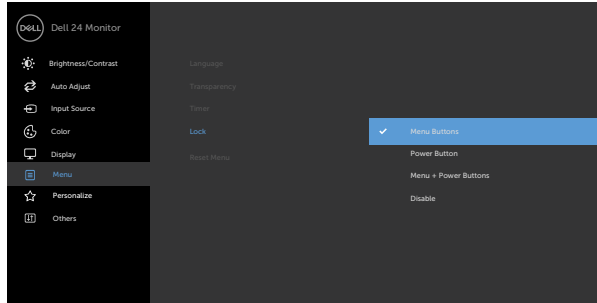 DELL Dell 24 Monitor
Brightness/Contrast
Auto Adjust
Input Source
Color
Display
Menu
Personalize
Others
Language
Transparency
Timer
Lock
Reset Menu
Menu Buttons
Power Button
Menu + Power Buttons
Disable